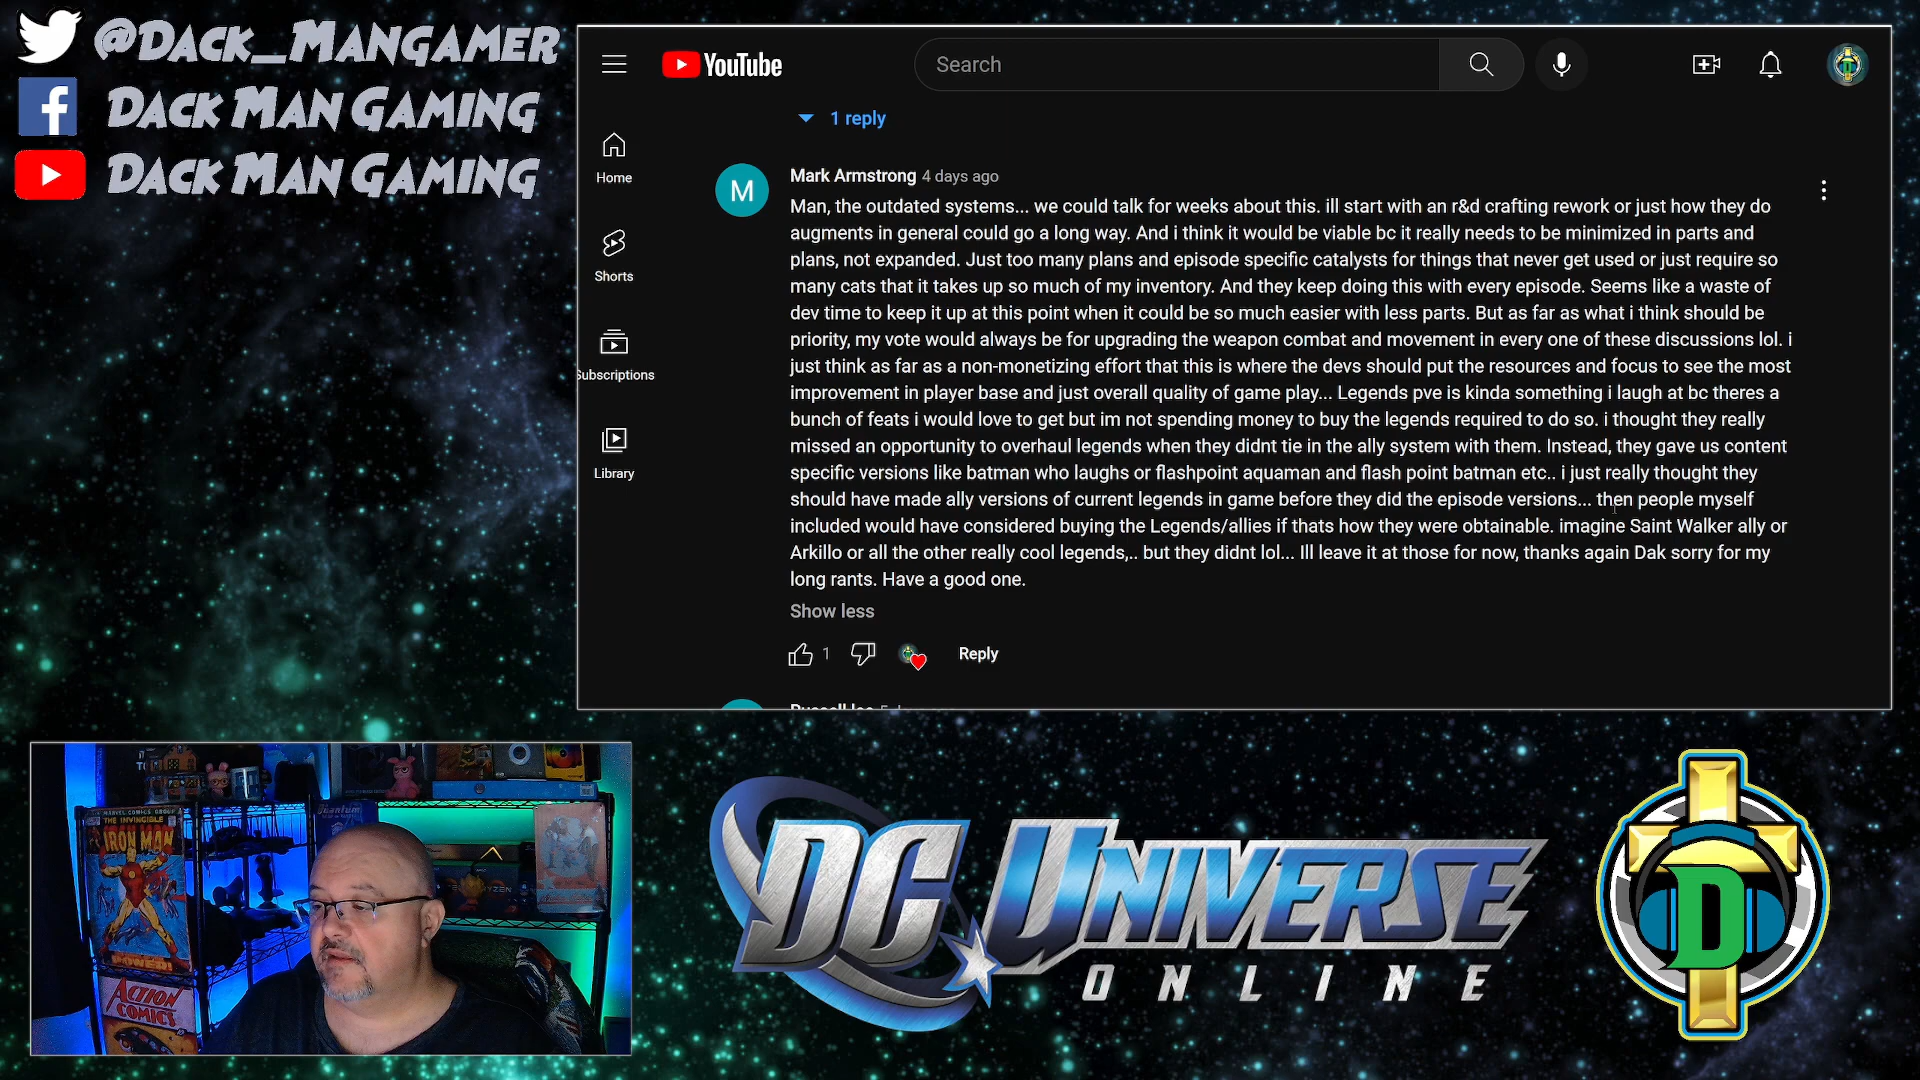 @Dack_Mangamer
Dack Man Gaming
Dack Man Gaming
YouTube
Search
1 reply
Home
Shorts
Subscriptions
Library
Mark Armstrong 4 days ago
Man, the outdated systems... we could talk for weeks about this. ill start with an r&d crafting rework or just how they do
augments in general could go a long way. And i think it would be viable bc it really needs to be minimized in parts and
plans, not expanded. Just too many plans and episode specific catalysts for things that never get used or just require so
many cats that it takes up so much of my inventory. And they keep doing this with every episode. Seems like a waste of
dev time to keep it up at this point when it could be so much easier with less parts. But as far as what i think should be
priority, my vote would always be for upgrading the weapon combat and movement in every one of these discussions lol. i
just think as far as a non-monetizing effort that this is where the devs should put the resources and focus to see the most
improvement in player base and just overall quality of game play... Legends pve is kinda something i laugh at bc theres a
bunch of feats i would love to get but im not spending money to buy the legends required to do so. i thought they really
missed an opportunity to overhaul legends when they didnt tie in the ally system with them. Instead, they gave us content
specific versions like batman who laughs or flashpoint aquaman and flash point batman etc.. i just really thought they
should have made ally versions of current legends in game before they did the episode versions... then people myself
included would have considered buying the Legends/allies if thats how they were obtainable. imagine Saint Walker ally or
Arkillo or all the other really cool legends,.. but they didnt lol... Ill leave it at those for now, thanks again Dak sorry for my
long rants. Have a good one.
Show less
1
Reply
M
MARVEL COMICS GROUP
THE INVINCIBLE
IRON MAN
POWER!
ACTION
COMICS
Quantum
RYZEN
DC UNIVERSE
ONLINE
D